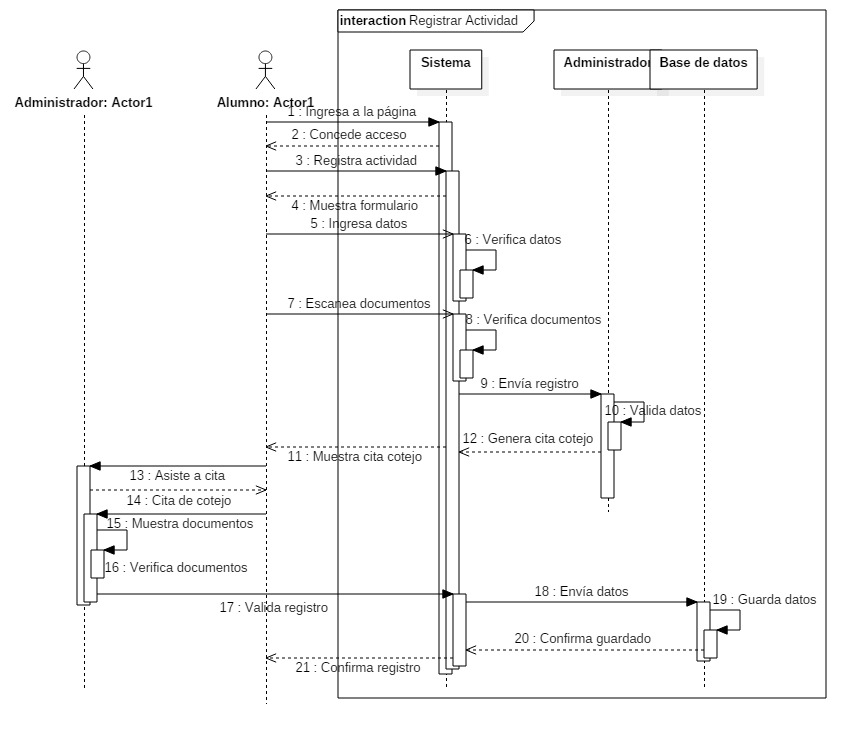 interaction Registrar Actividad
Sistema
Administrador
Base de datos
Administrador: Actor1
Alumno: Actor1
1 : Ingresa a la página
2 : Concede acceso
3 : Registra actividad
4 : Muestra formulario
5 : Ingresa datos
6 : Verifica datos
7 : Escanea documentos
8 : Verifica documentos
9 : Envía registro
10 : Valida datos
12 : Genera cita cotejo
11 : Muestra cita cotejo
13 : Asiste a cita
14 : Cita de cotejo
15 : Muestra documentos
16 : Verifica documentos
17 : Valida registro
18 : Envía datos
19 : Guarda datos
20 : Confirma guardado
21 : Confirma registro